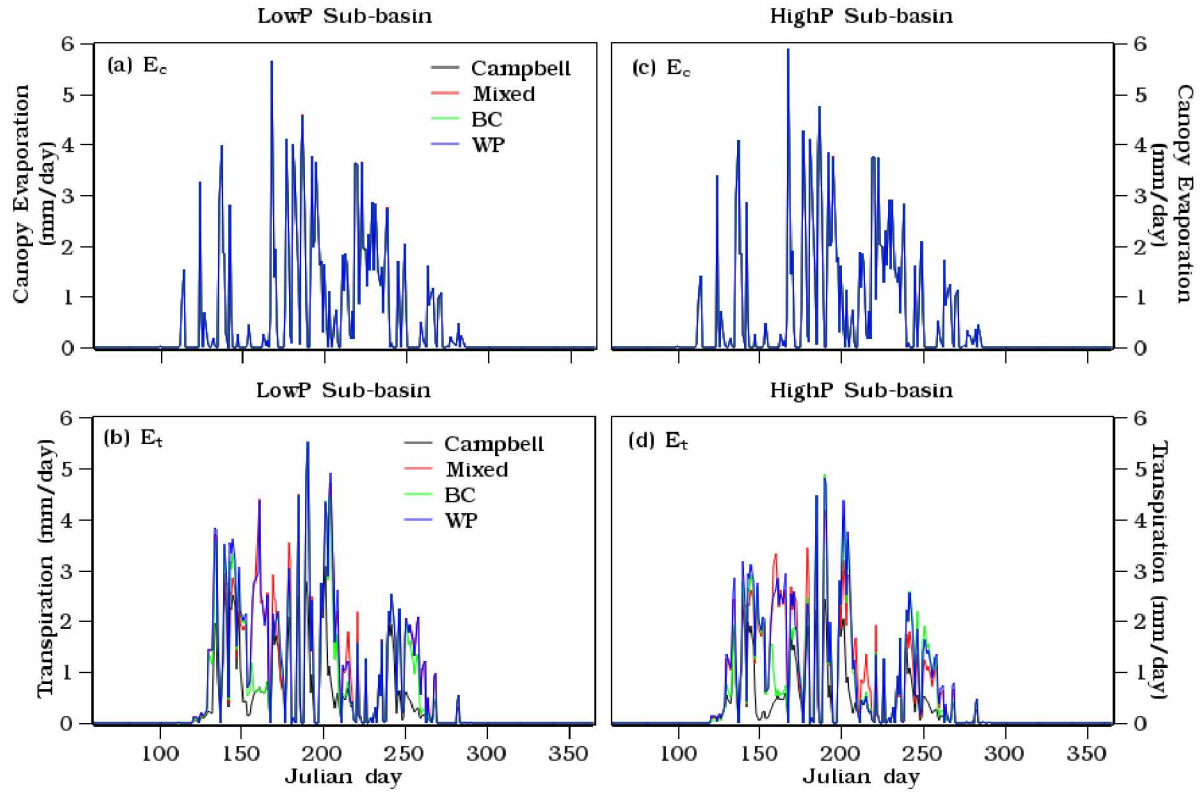 LowP Sub-basin
HighP Sub-basin
6
5
4
3
2
1
0
Canopy Evaporation
(mm/day)
(a) Ec
Campbell
Mixed
BC
WP
(c) Ec
6
5
4
3
2
1
0
Canopy Evaporation
(mm/day)
LowP Sub-basin
HighP Sub-basin
6
5
4
3
2
1
0
Transpiration (mm/day)
(b) Et
Campbell
Mixed
BC
WP
(d) Et
6
5
4
3
2
1
0
Transpiration (mm/day)
100 150 200 250 300 350
Julian day
100 150 200 250 300 350
Julian day